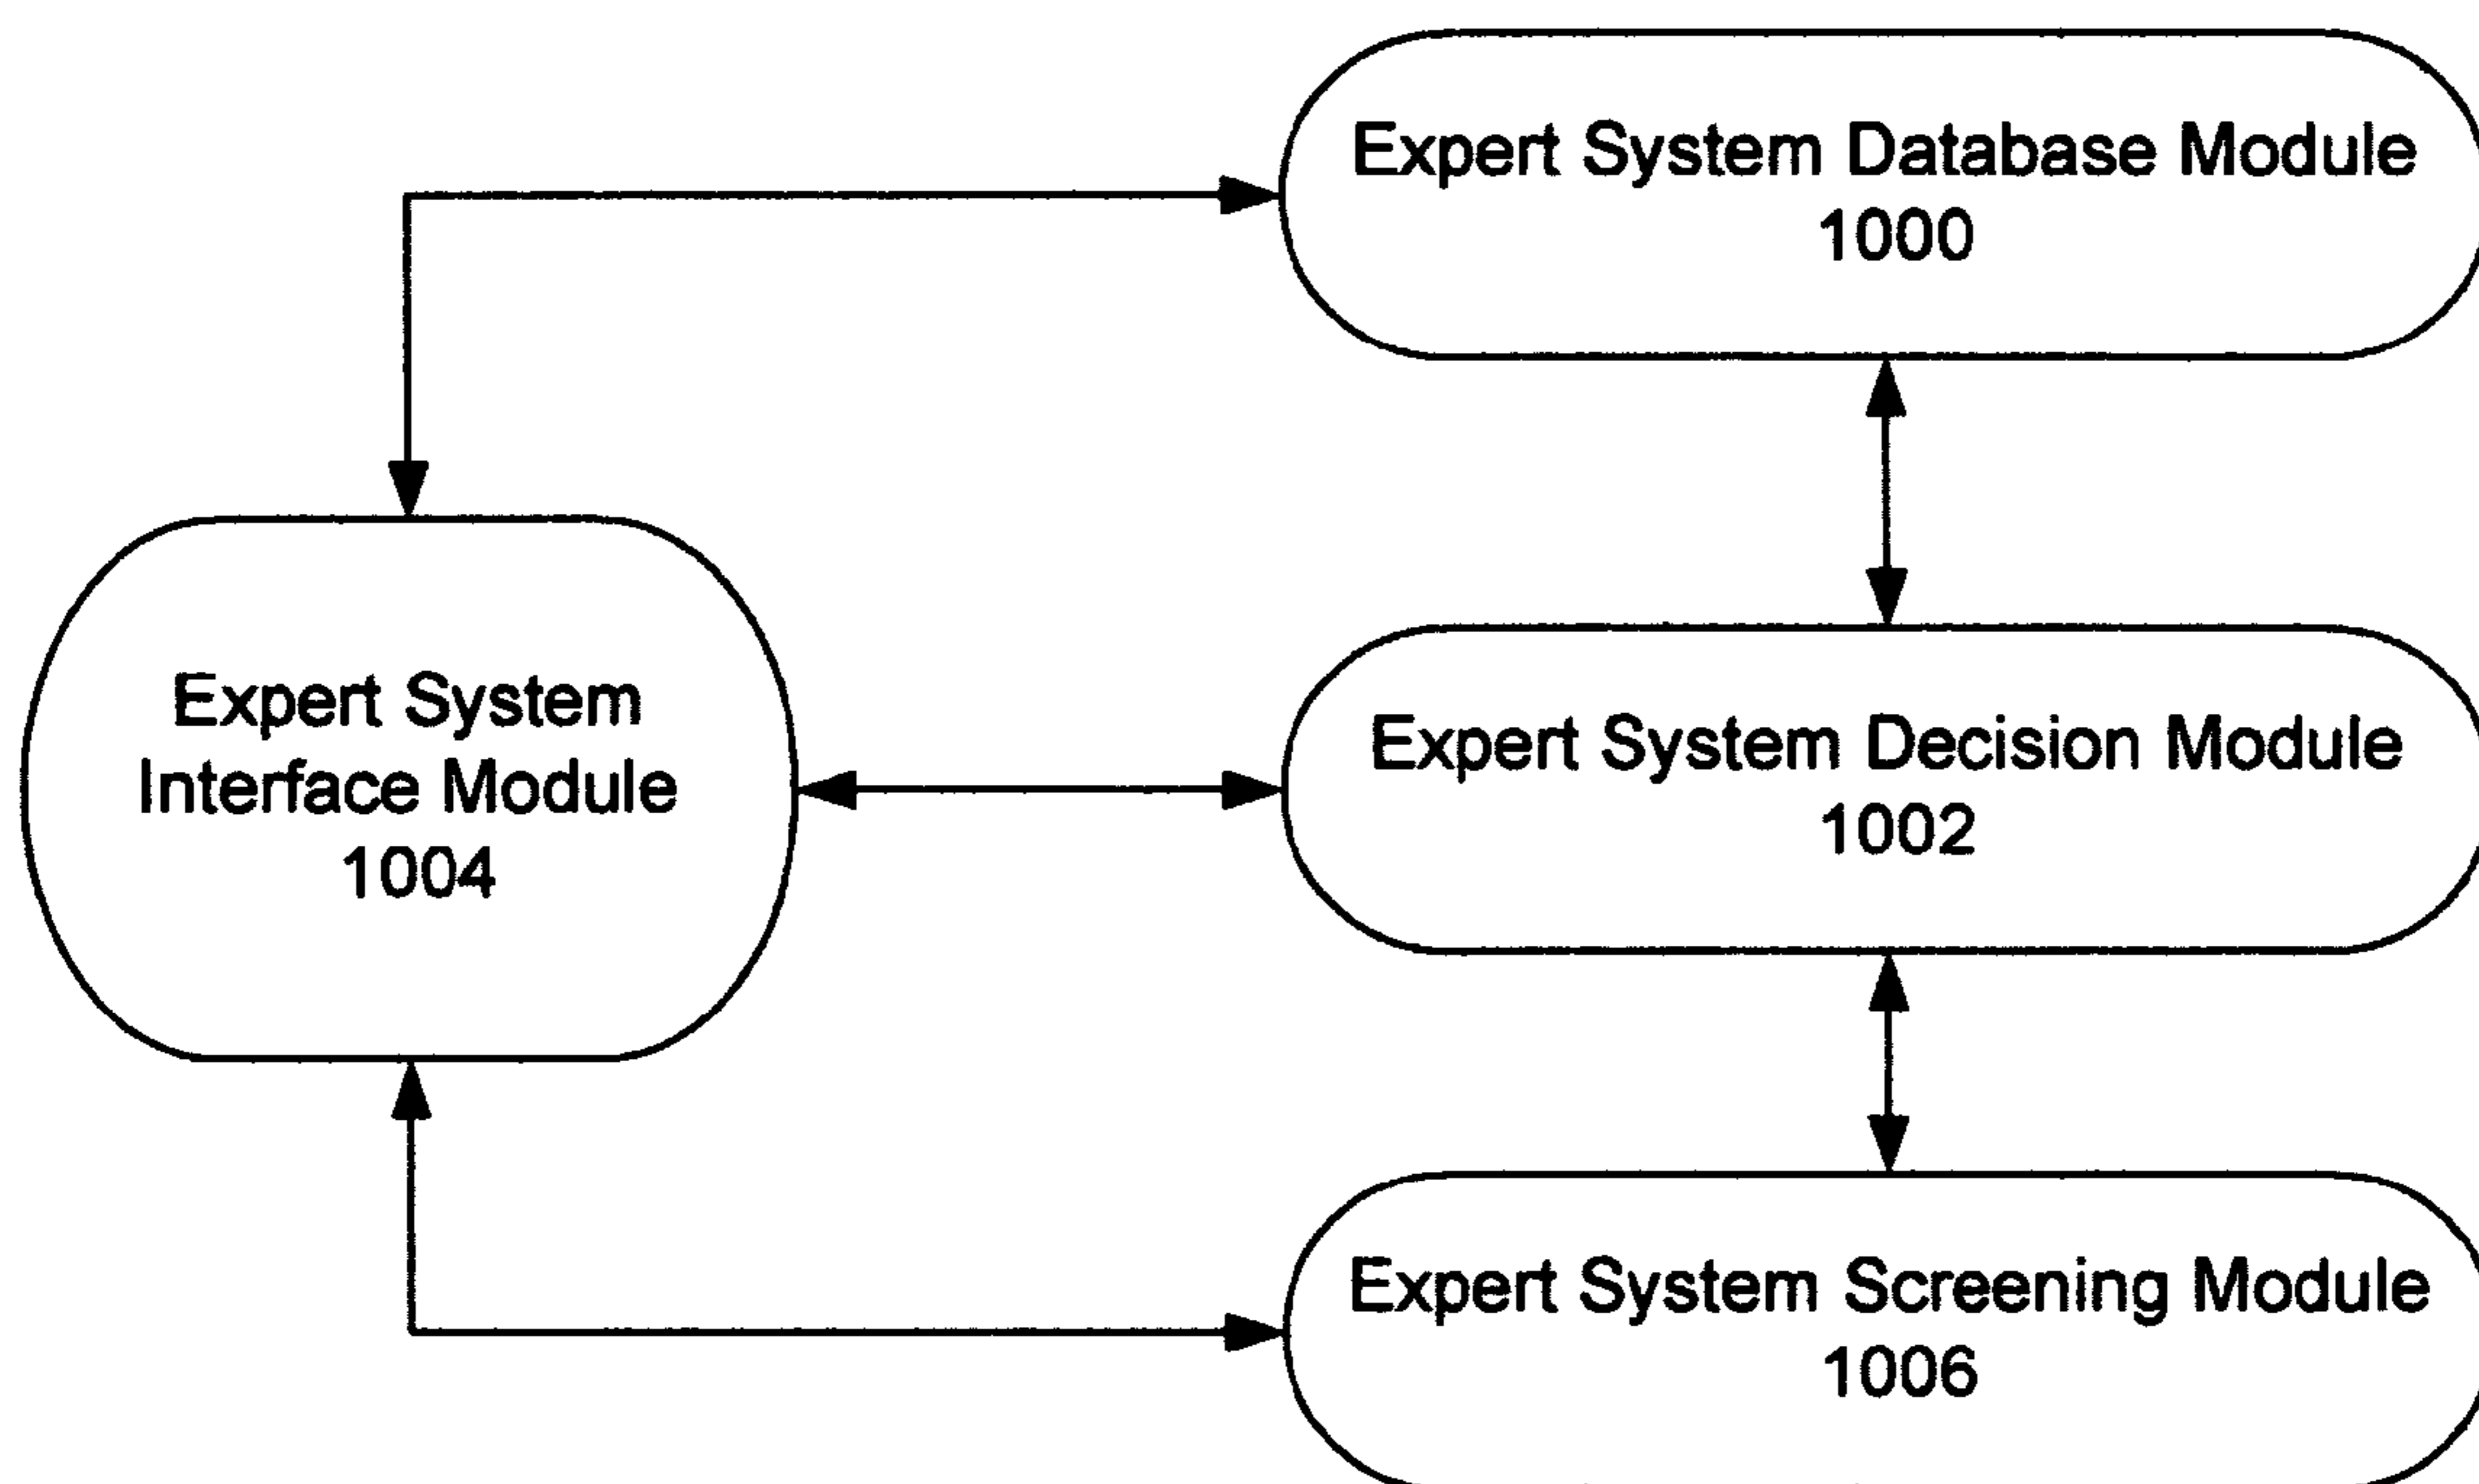 Expert System Database Module
1000
Expert System
Interface Module
1004
Expert System Decision Module
1002
Expert System Screening Module
1006